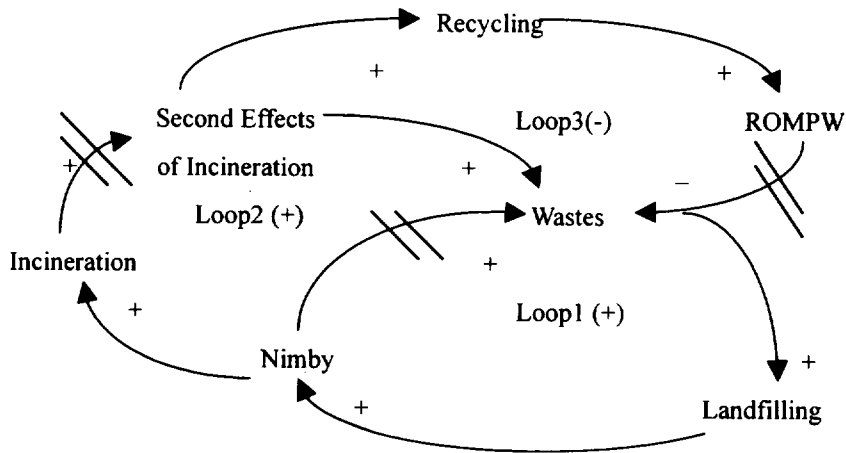 Recycling
+
+
Second Effects
Loop3(-)
ROMPW
+
of Incineration
+
−
Loop2 (+)
Wastes
Incineration
+
Loop1 (+)
+
Nimby
+
+
Landfilling